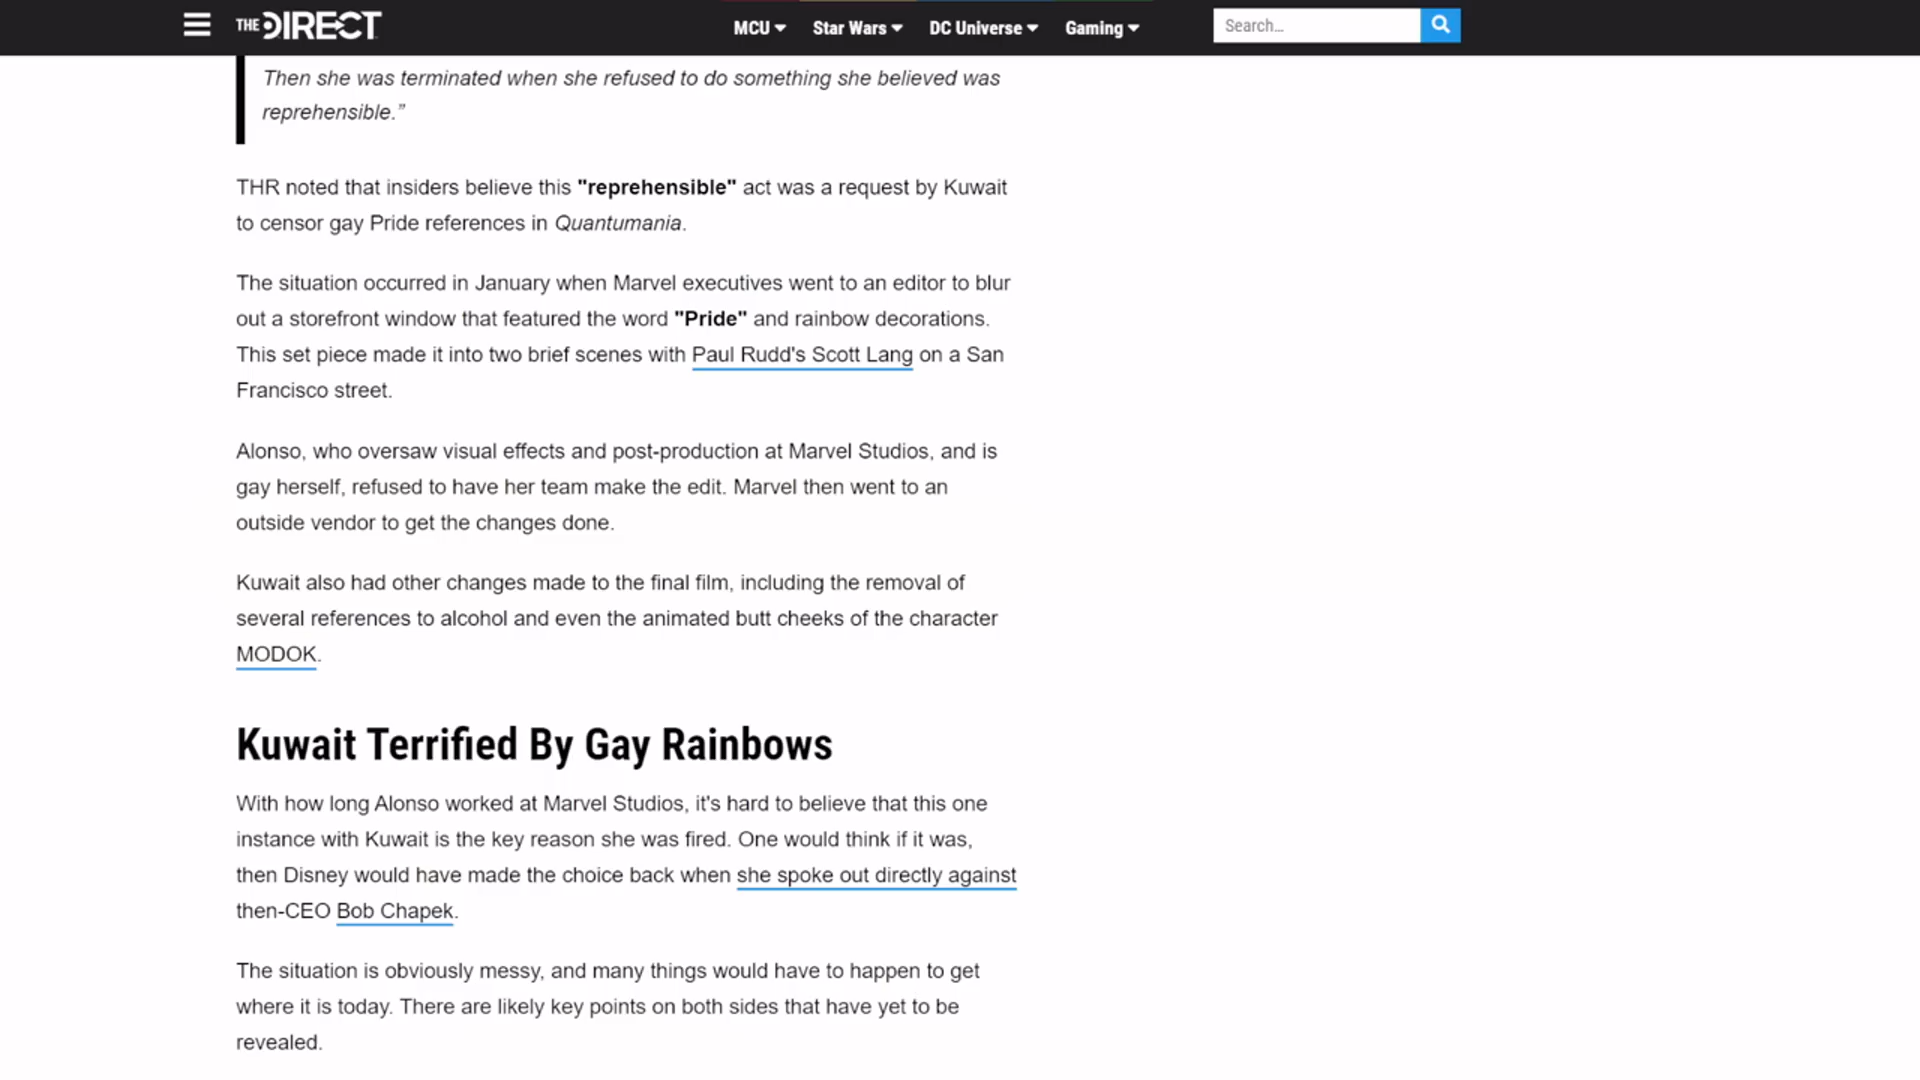 THE DIRECT
MCU
Star Wars
DC Universe
Gaming
Search...
Then she was terminated when she refused to do something she believed was
reprehensible.”
THR noted that insiders believe this "reprehensible" act was a request by Kuwait
to censor gay Pride references in Quantumania.
The situation occurred in January when Marvel executives went to an editor to blur
out a storefront window that featured the word "Pride" and rainbow decorations.
This set piece made it into two brief scenes with Paul Rudd's Scott Lang on a San
Francisco street.
Alonso, who oversaw visual effects and post-production at Marvel Studios, and is
gay herself, refused to have her team make the edit. Marvel then went to an
outside vendor to get the changes done.
Kuwait also had other changes made to the final film, including the removal of
several references to alcohol and even the animated butt cheeks of the character
MODOK.
Kuwait Terrified By Gay Rainbows
With how long Alonso worked at Marvel Studios, it's hard to believe that this one
instance with Kuwait is the key reason she was fired. One would think if it was,
then Disney would have made the choice back when she spoke out directly against
then-CEO Bob Chapek.
The situation is obviously messy, and many things would have to happen to get
where it is today. There are likely key points on both sides that have yet to be
revealed.